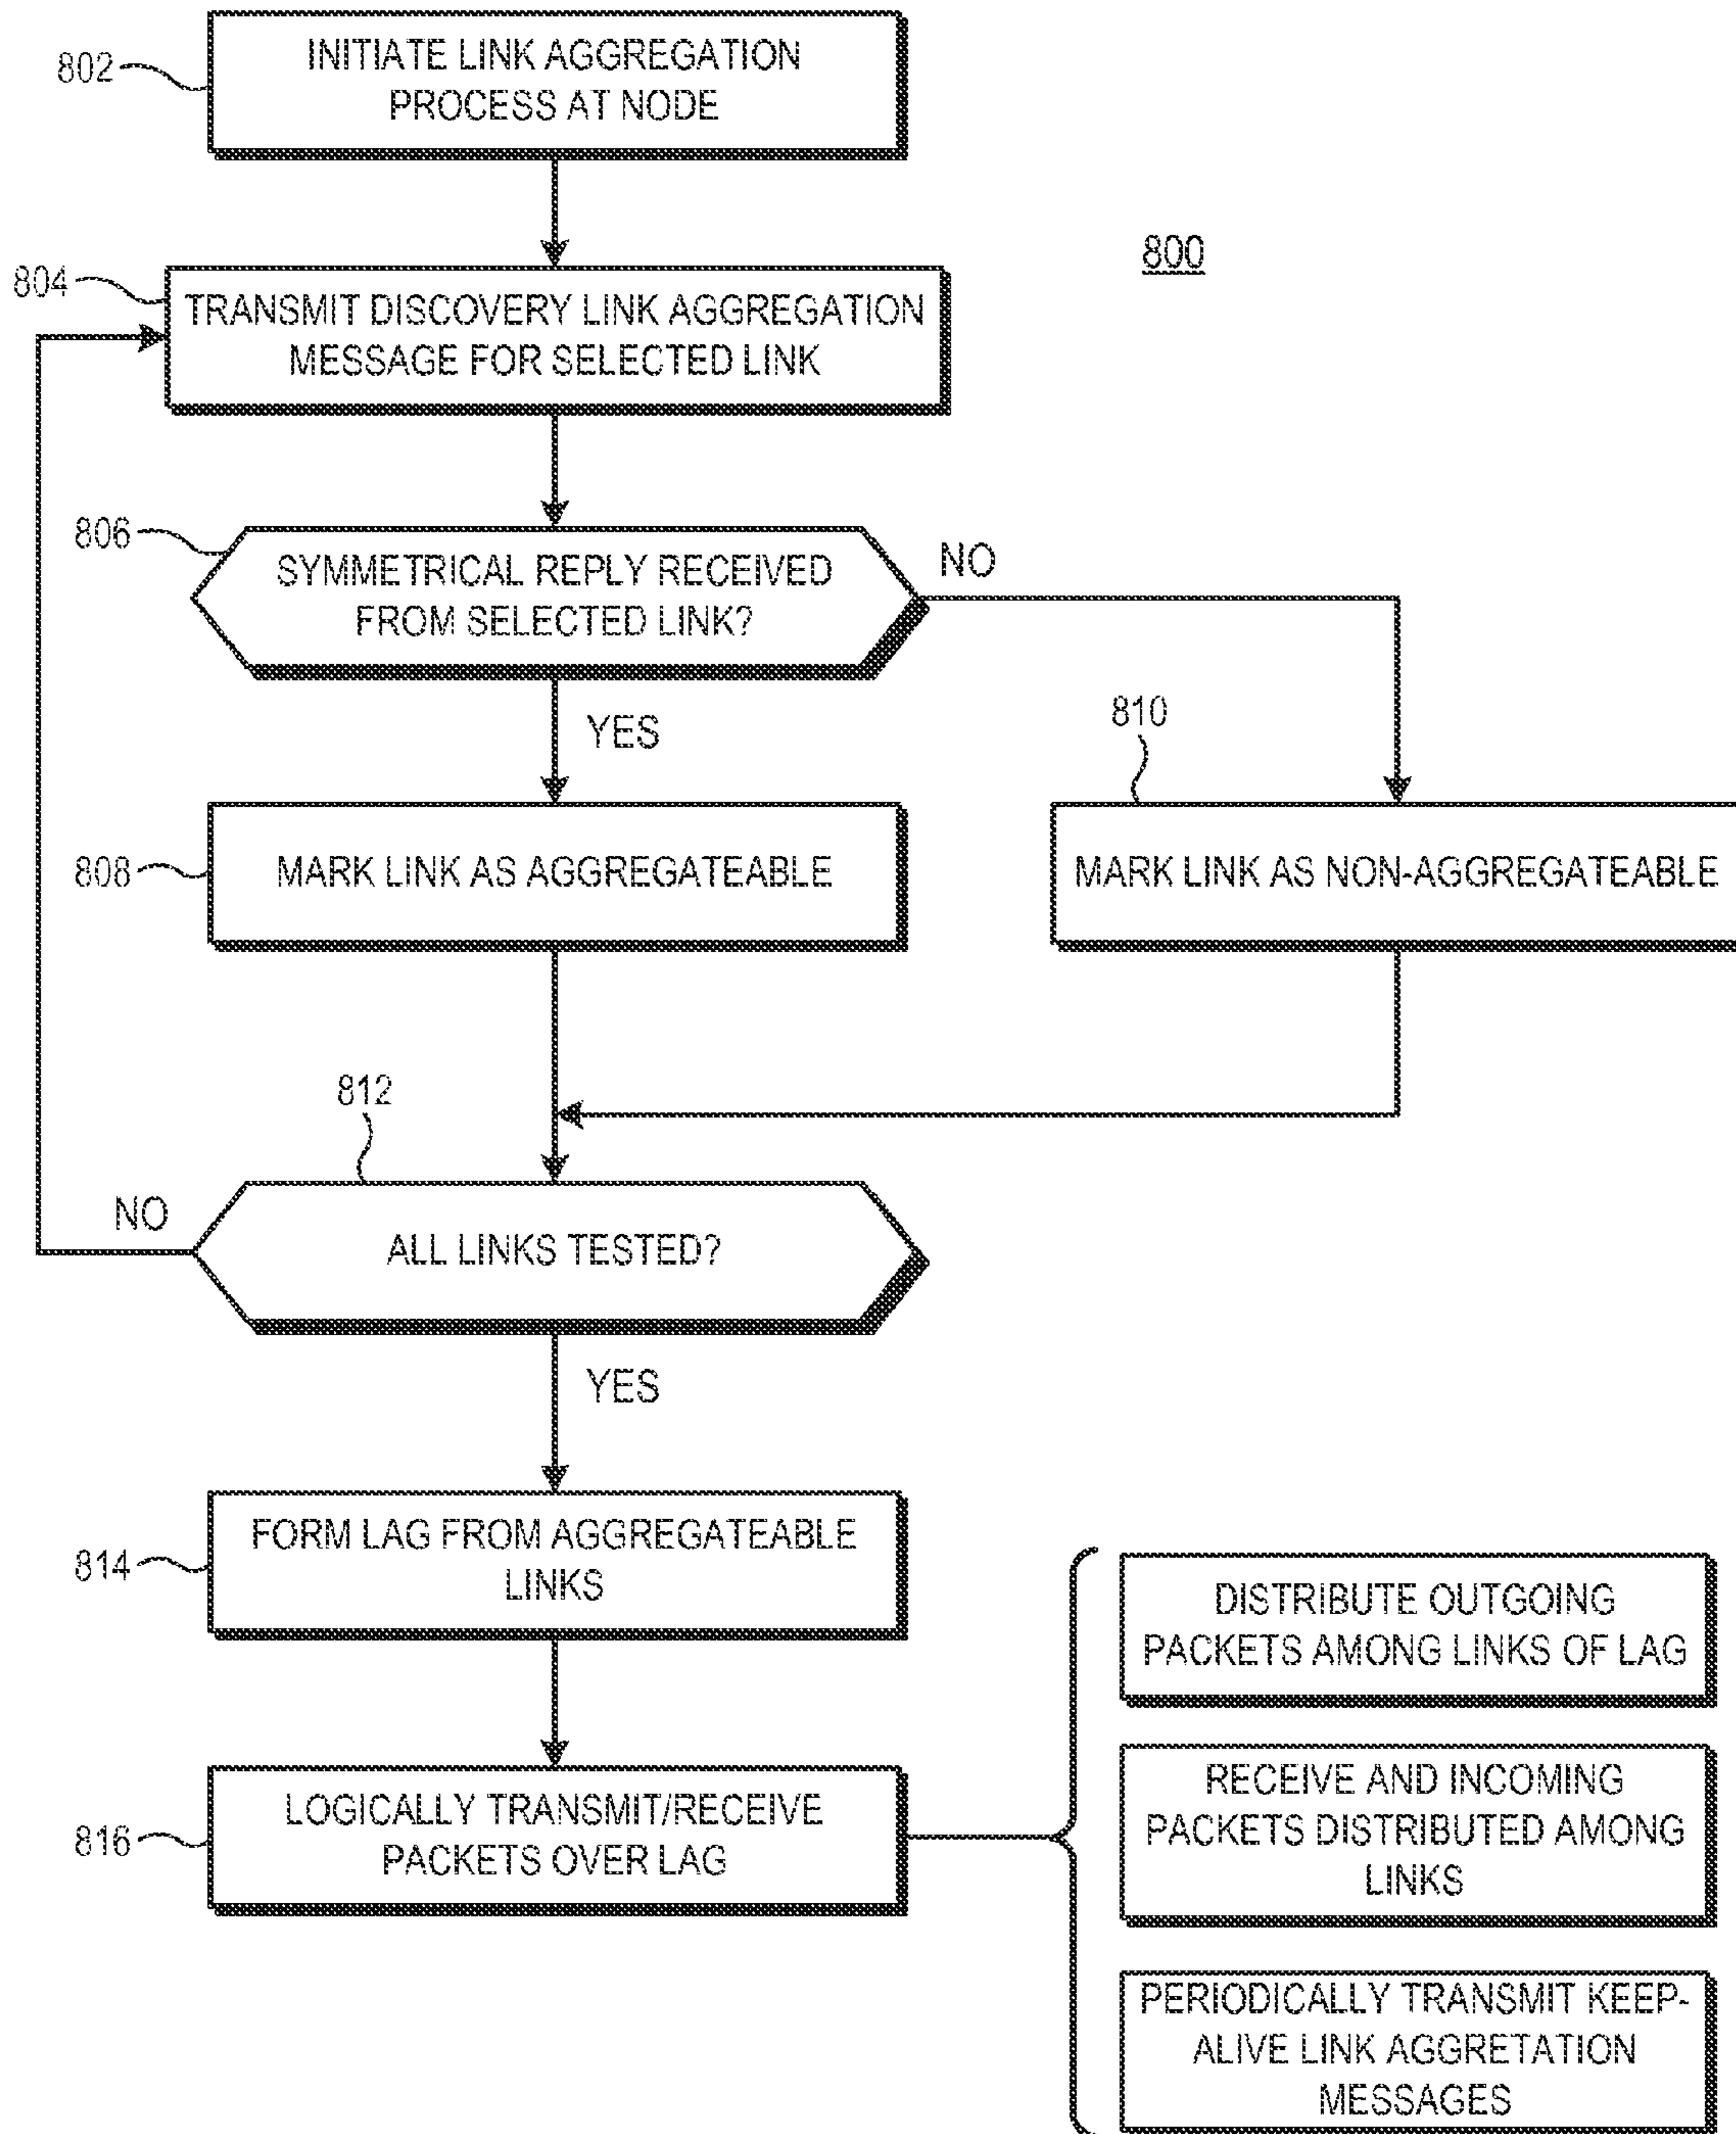 802
INITIATE LINK AGGREGATION
PROCESS AT NODE
800
804
TRANSMIT DISCOVERY LINK AGGREGATION
MESSAGE FOR SELECTED LINK
806
SYMMETRICAL REPLY RECEIVED
FROM SELECTED LINK?
NO
YES
810
808
MARK LINK AS AGGREGATEABLE
MARK LINK AS NON-AGGREGATEABLE
812
NO
ALL LINKS TESTED?
YES
814
FORM LAG FROM AGGREGATEABLE
LINKS
816
LOGICALLY TRANSMIT/RECEIVE
PACKETS OVER LAG
DISTRIBUTE OUTGOING
PACKETS AMONG LINKS OF LAG
RECEIVE AND INCOMING
PACKETS DISTRIBUTED AMONG
LINKS
PERIODICALLY TRANSMIT KEEP-
ALIVE LINK AGGRETATION
MESSAGES